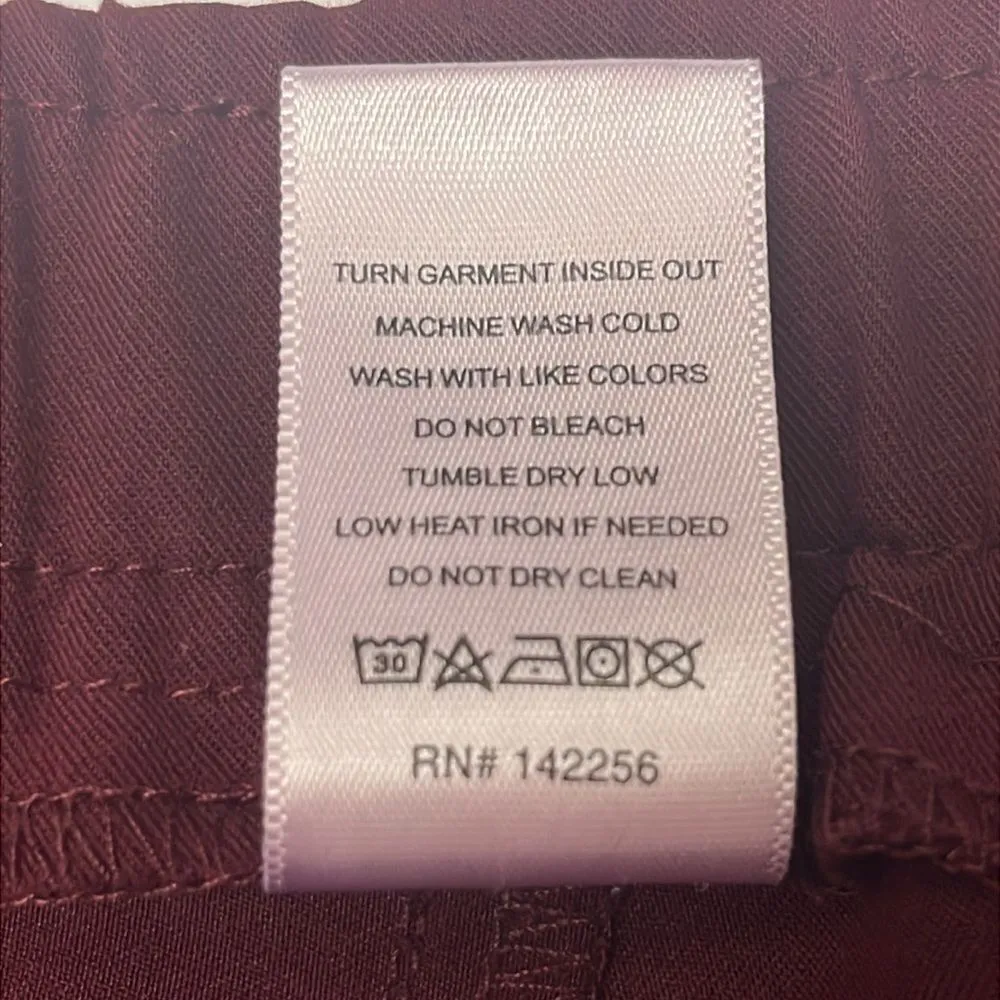 TURN GARMENT INSIDE OUT
MACHINE WASH COLD
WASH WITH LIKE COLORS
DO NOT BLEACH
TUMBLE DRY LOW
LOW HEAT IRON IF NEEDED
DO NOT DRY CLEAN
30
RN# 142256